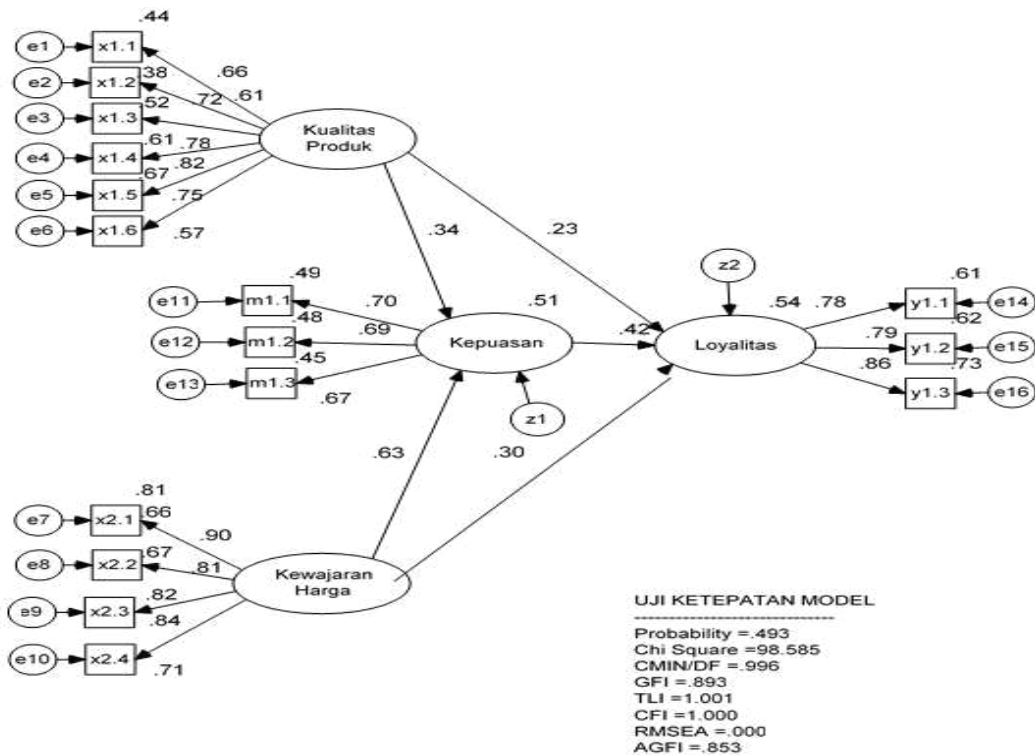 .44
e1 x1.1
.66
e2 x1.2 .38
.72 .61
e3 x1.3 .52
Kualitas
Produk
e4 x1.4 .61 .78
.82
e5 x1.5 .67
.75
e6 x1.6
.57
.34
.23
z2
.49
.51
.61
e11 m1.1 .70
.54 .78 y1.1 e14
.48
.62
e12 m1.2 .69
Kepuasan
.42
Loyalitas
.79 y1.2 e15
.45
.86 .73
e13 m1.3
.67
y1.3 e16
z1
.63
.30
.81
e7 x2.1 .66
.90
e8 x2.2 .67
.81
Kewajaran
Harga
e9 x2.3 .82
.84
e10 x2.4
.71
UJI KETEPATAN MODEL
----------------------------
Probability =.493
Chi Square =98.585
CMIN/DF =.996
GFI =.893
TLI =1.001
CFI =1.000
RMSEA =.000
AGFI =.853